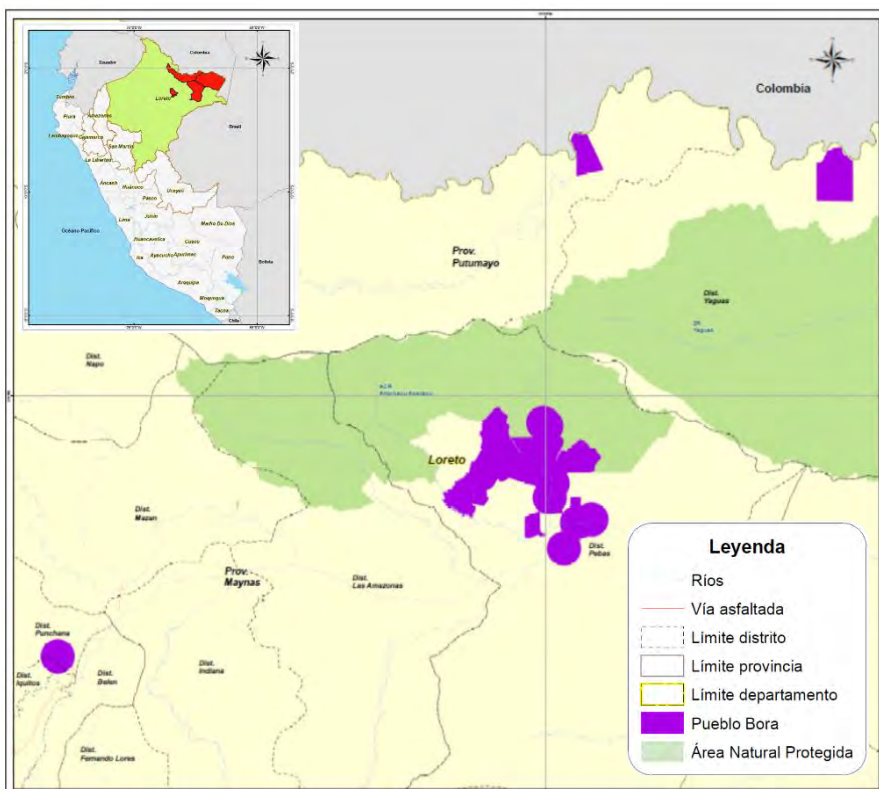 Ecuador
Colombia
Loreto
Brasil
Tumbes
Piura
Amazonas
Lambayeque
Cajamarca
San Martín
La Libertad
Áncash
Huánuco
Ucayali
Pasco
Lima
Junín
Madre De Dios
Océano Pacífico
Huancavelica
Cusco
Ica
Ayacucho
Apurímac
Puno
Bolivia
Arequipa
Moquegua
Tacna
Chile
Colombia
Prov.
Putumayo
Dist.
Yaguas
Yaguas
Dist.
Napo
Loreto
Dist.
Mazan
Dist.
Pebas
Prov.
Maynas
Dist.
Las Amazonas
Dist.
Punchana
Dist.
Iquitos
Dist.
Belen
Dist.
Indiana
Dist.
Fernando Lores
Leyenda
Ríos
Vía asfaltada
Límite distrito
Límite provincia
Límite departamento
Pueblo Bora
Área Natural Protegida